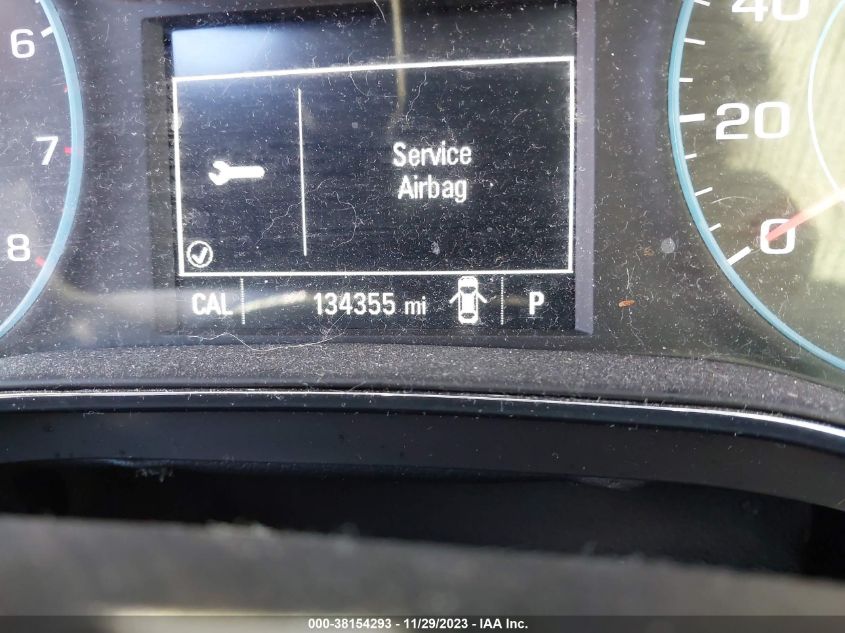 6
7
8
40
20
0
Service
Airbag
CAL
134355 mi
P
000-38154293 - 11/29/2023 - IAA Inc.